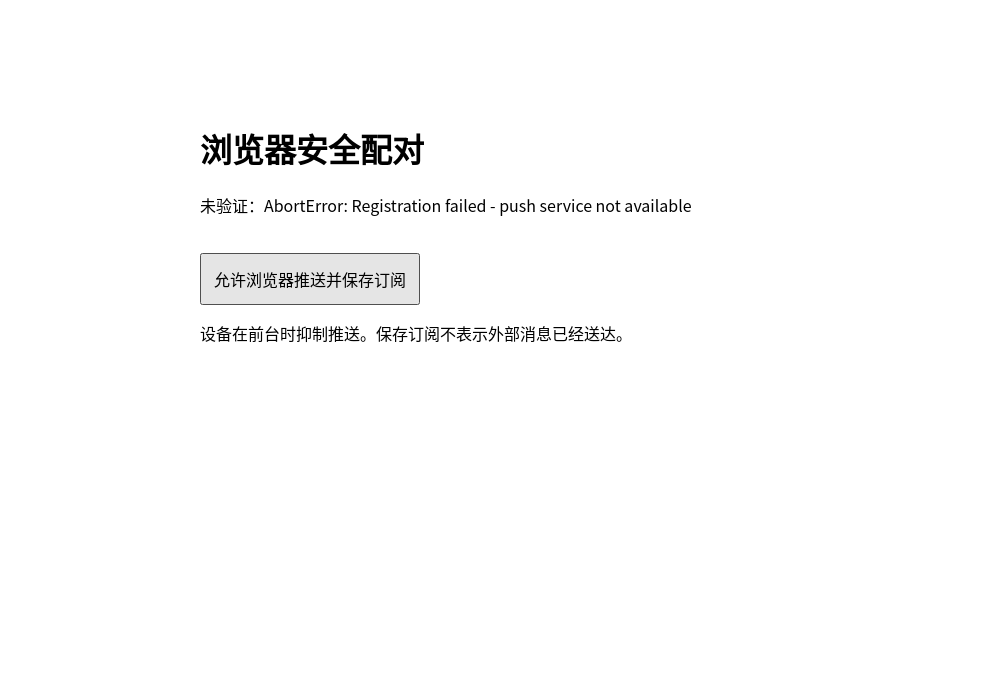 浏览器安全配对
未验证：AbortError: Registration failed - push service not available
允许浏览器推送并保存订阅
设备在前台时抑制推送。保存订阅不表示外部消息已经送达。